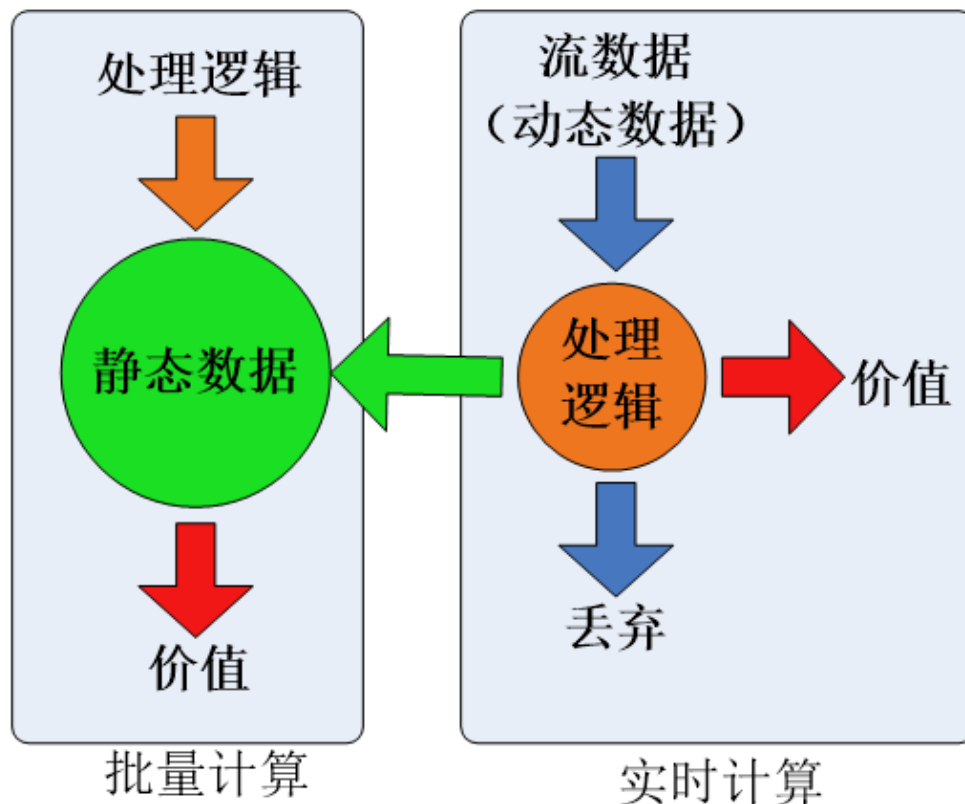 处理逻辑
静态数据
价值
批量计算
流数据
（动态数据）
处理
逻辑
价值
丢弃
实时计算